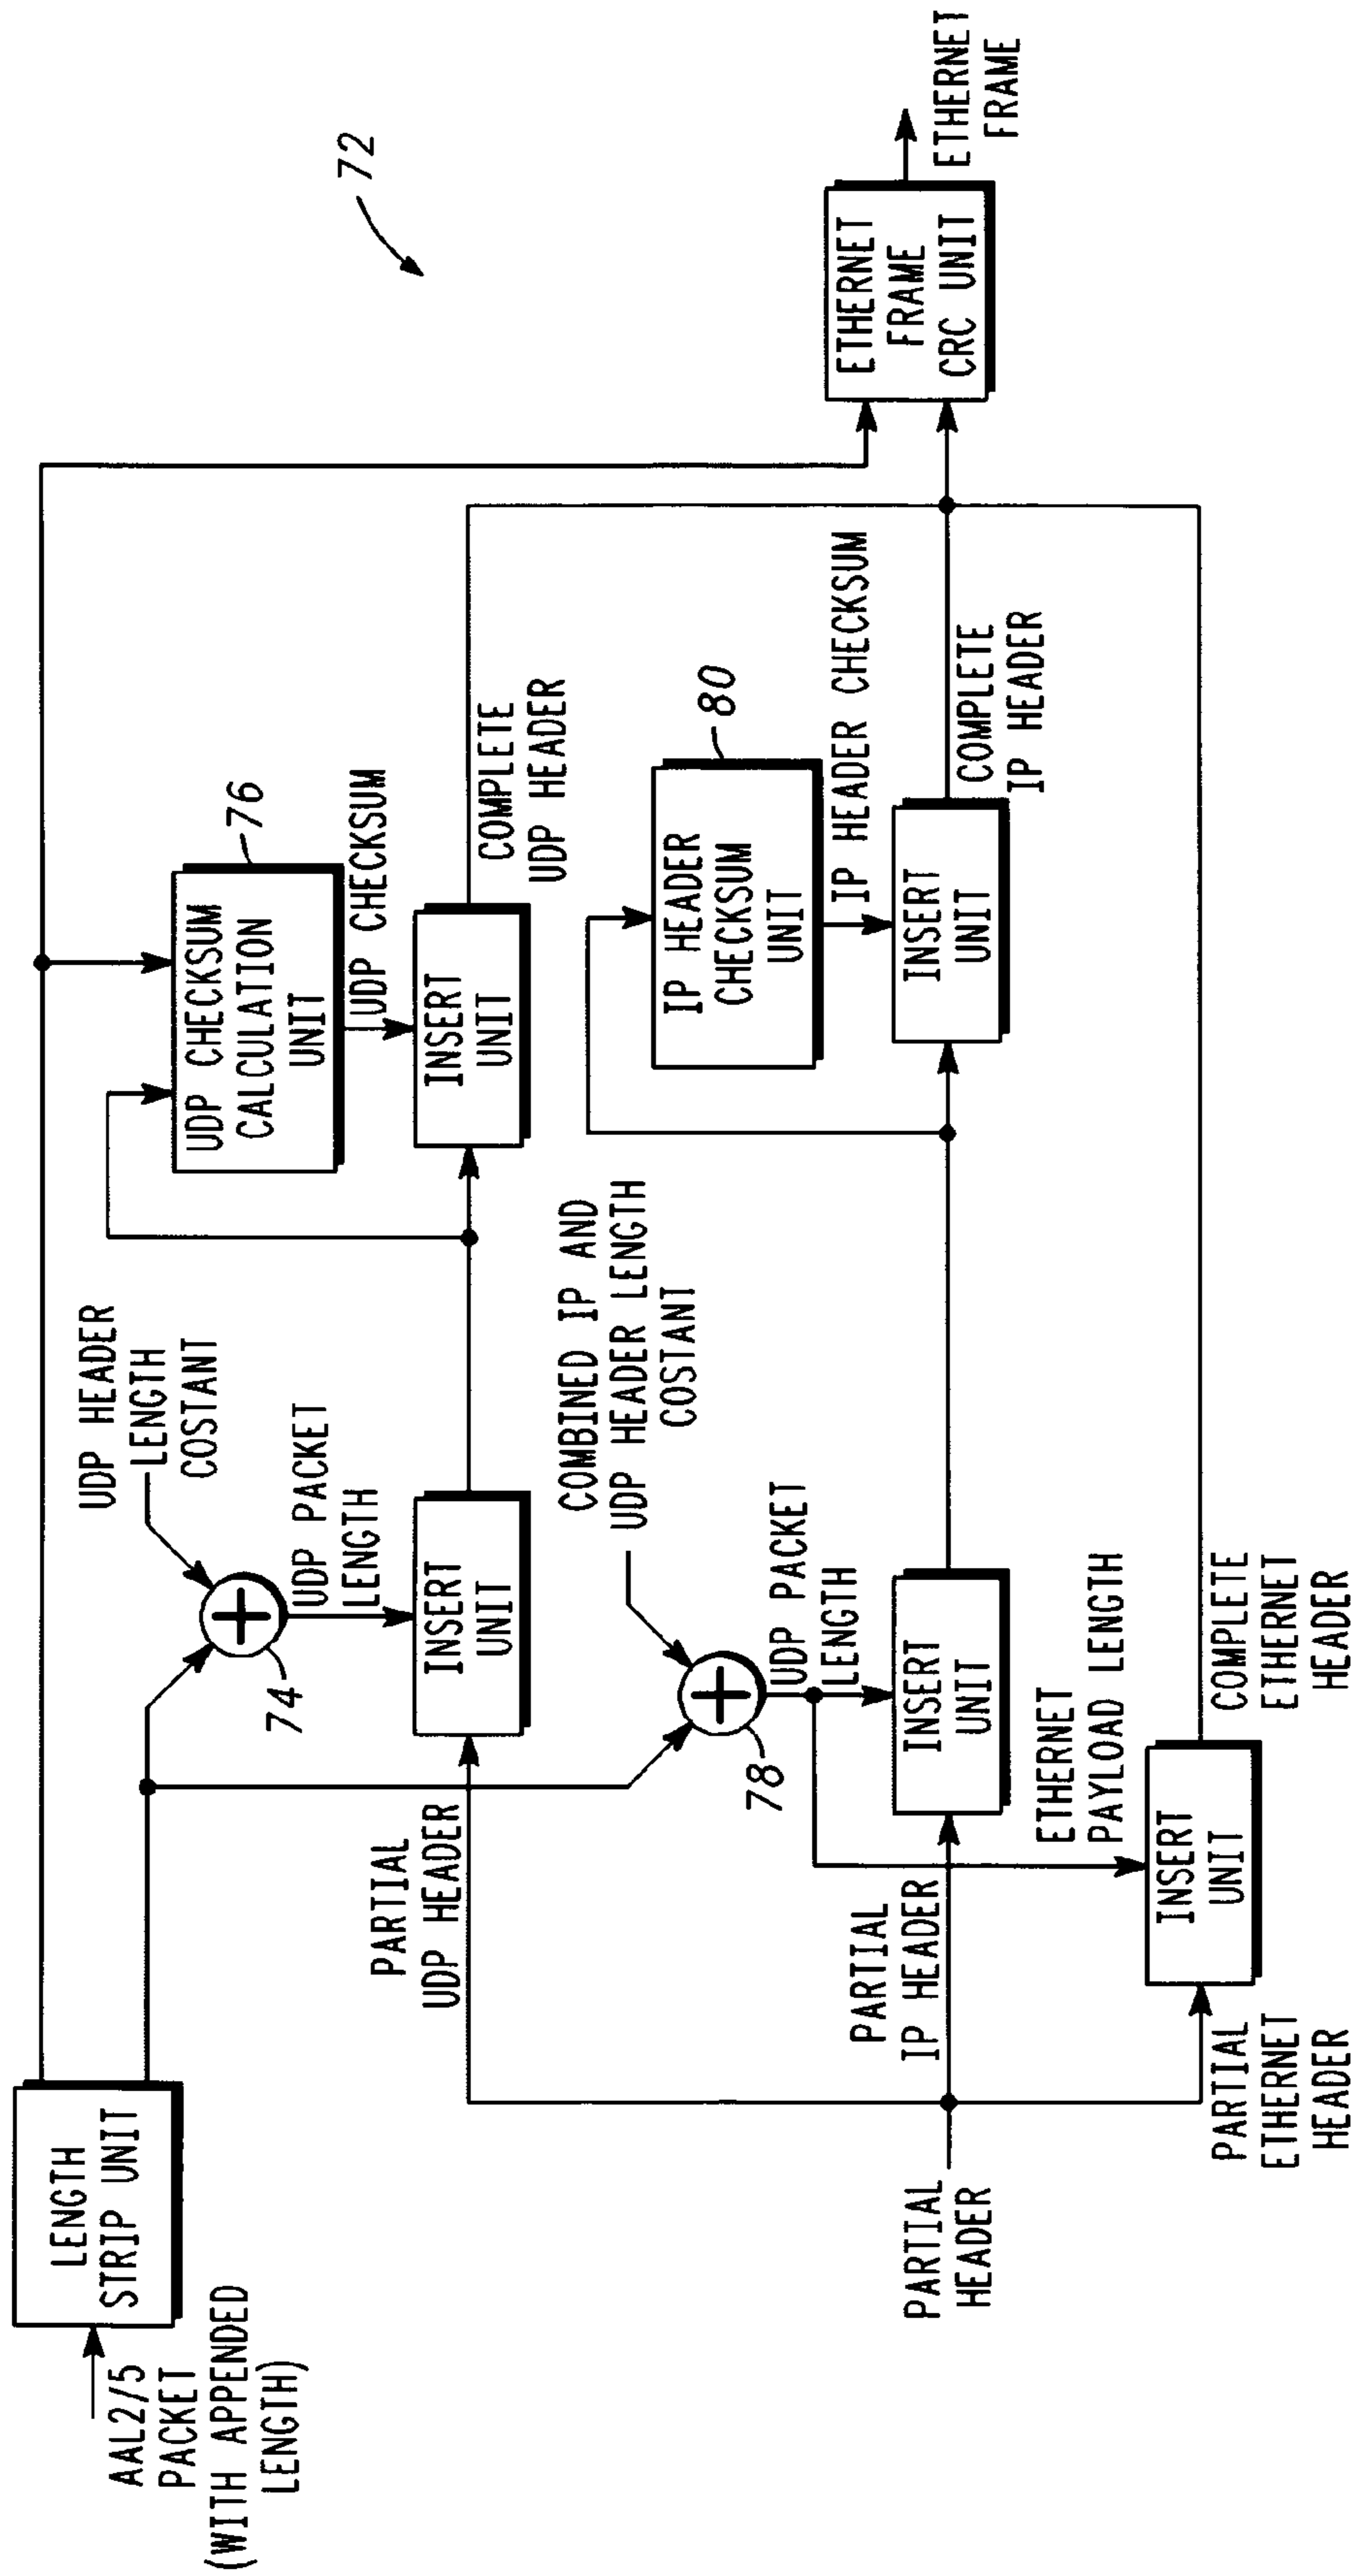 72
AAL2/5
PACKET
(WITH APPENDED
LENGTH)
LENGTH
STRIP UNIT
UDP HEADER
LENGTH
COSTANT
74
UDP PACKET
LENGTH
PARTIAL
UDP HEADER
INSERT
UNIT
UDP CHECKSUM
CALCULATION
UNIT
76
UDP CHECKSUM
INSERT
UNIT
COMPLETE
UDP HEADER
COMBINED IP AND
UDP HEADER LENGTH
COSTANT
78
UDP PACKET
LENGTH
PARTIAL
HEADER
PARTIAL
IP HEADER
INSERT
UNIT
IP HEADER
CHECKSUM
UNIT
80
IP HEADER CHECKSUM
INSERT
UNIT
COMPLETE
IP HEADER
ETHERNET
PAYLOAD LENGTH
PARTIAL
ETHERNET
HEADER
INSERT
UNIT
COMPLETE
ETHERNET
HEADER
ETHERNET
FRAME
CRC UNIT
ETHERNET
FRAME